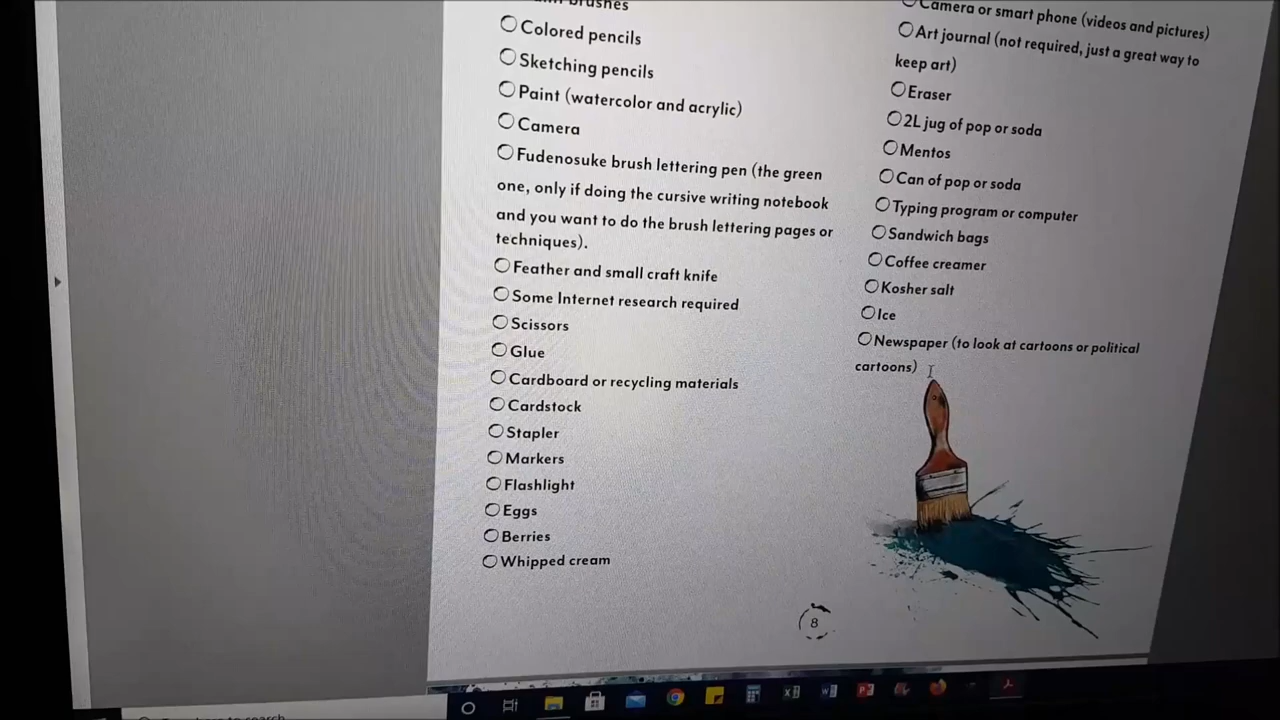 brushes
Colored pencils
Sketching pencils
Paint (watercolor and acrylic)
Camera
Fudenosuke brush lettering pen (the green
one, only if doing the cursive writing notebook
and you want to do the brush lettering pages or
techniques).
Feather and small craft knife
Some Internet research required
Scissors
Glue
Cardboard or recycling materials
Cardstock
Stapler
Markers
Flashlight
Eggs
Berries
Whipped cream
Camera or smart phone (videos and pictures)
Art journal (not required, just a great way to
keep art)
Eraser
2L jug of pop or soda
Mentos
Can of pop or soda
Typing program or computer
Sandwich bags
Coffee creamer
Kosher salt
Ice
Newspaper (to look at cartoons or political
cartoons)
8